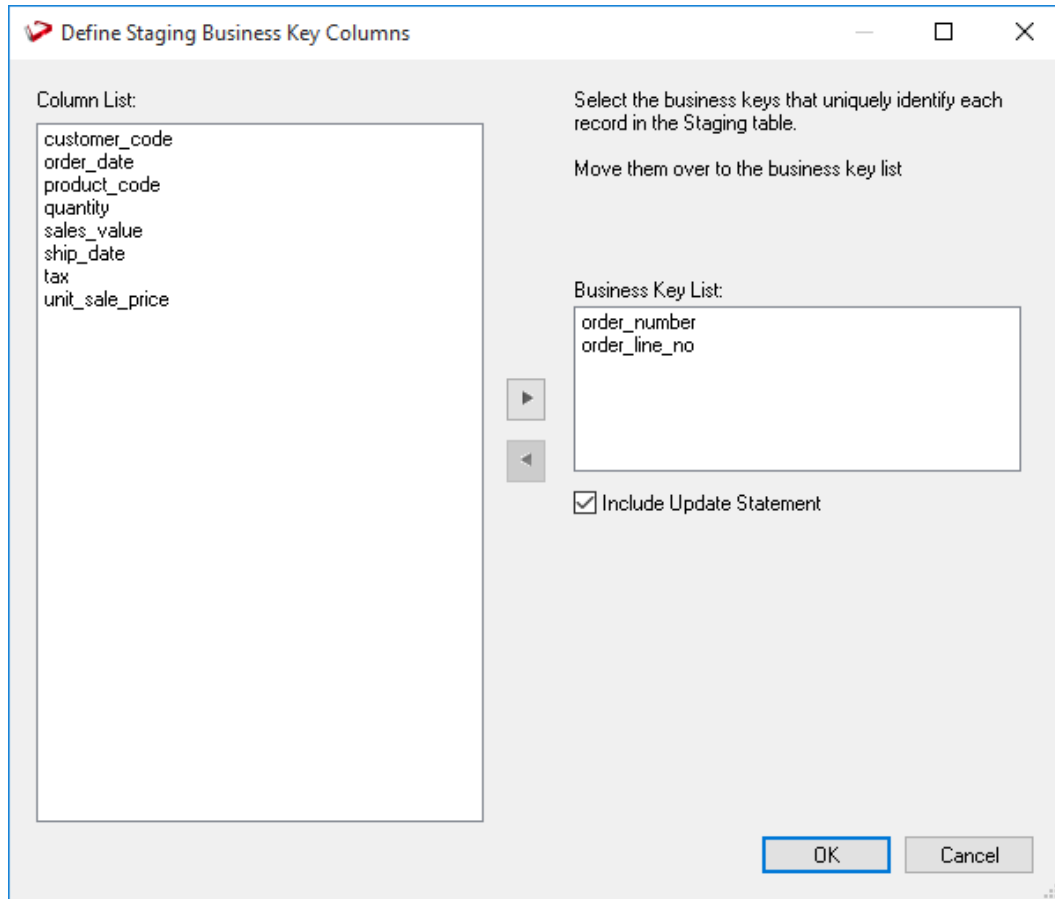 Define Staging Business Key Columns
Column List:
customer_code
order_date
product_code
quantity
sales_value
ship_date
tax
unit_sale_price
Select the business keys that uniquely identify each
record in the Staging table.
Move them over to the business key list
Business Key List:
order_number
order_line_no
Include Update Statement
OK
Cancel